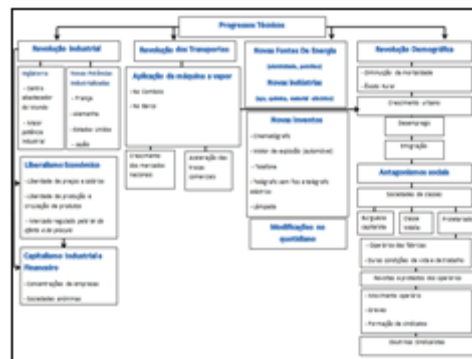 Progressos Técnicos
Revolução Industrial
Inglaterra
- Centro abastecedor do mundo
- Maior potência industrial
Novas Potências Industrializadas
- França
- Alemanha
- Estados Unidos
- Japão
Liberalismo Económico
- Liberdade de preços e salários
- Liberdade de produção e circulação de produtos
- Mercado regulado pela lei da oferta e da procura
Capitalismo Industrial e Financeiro
- Concentrações de empresas
- Sociedades anónimas
Revolução dos Transportes
Aplicação da máquina a vapor
- No Comboio
- No Barco
Crescimento dos mercados nacionais
Aceleração das trocas comerciais
Novas Fontes De Energia
(eletricidade, petróleo)
Novas Indústrias
(aço, química, material eléctrico)
Novos Inventos
- Cinematógrafo
- Motor de explosão (automóvel)
- Telefone
- Telégrafo sem fios e telégrafo eléctrico
- Lâmpada
Modificações no quotidiano
Revolução Demográfica
- Diminuição da mortalidade
- Êxodo Rural
Crescimento urbano
Desemprego
Emigração
Antagonismos sociais
Sociedades de classes
Burguesia capitalista
Classe média
Proletariado
- Operários das fábricas
- Duras condições de vida e de trabalho
Revoltas e protestos dos operários
- Movimento operário
- Greves
- Formação de sindicatos
Doutrinas Sindicalistas